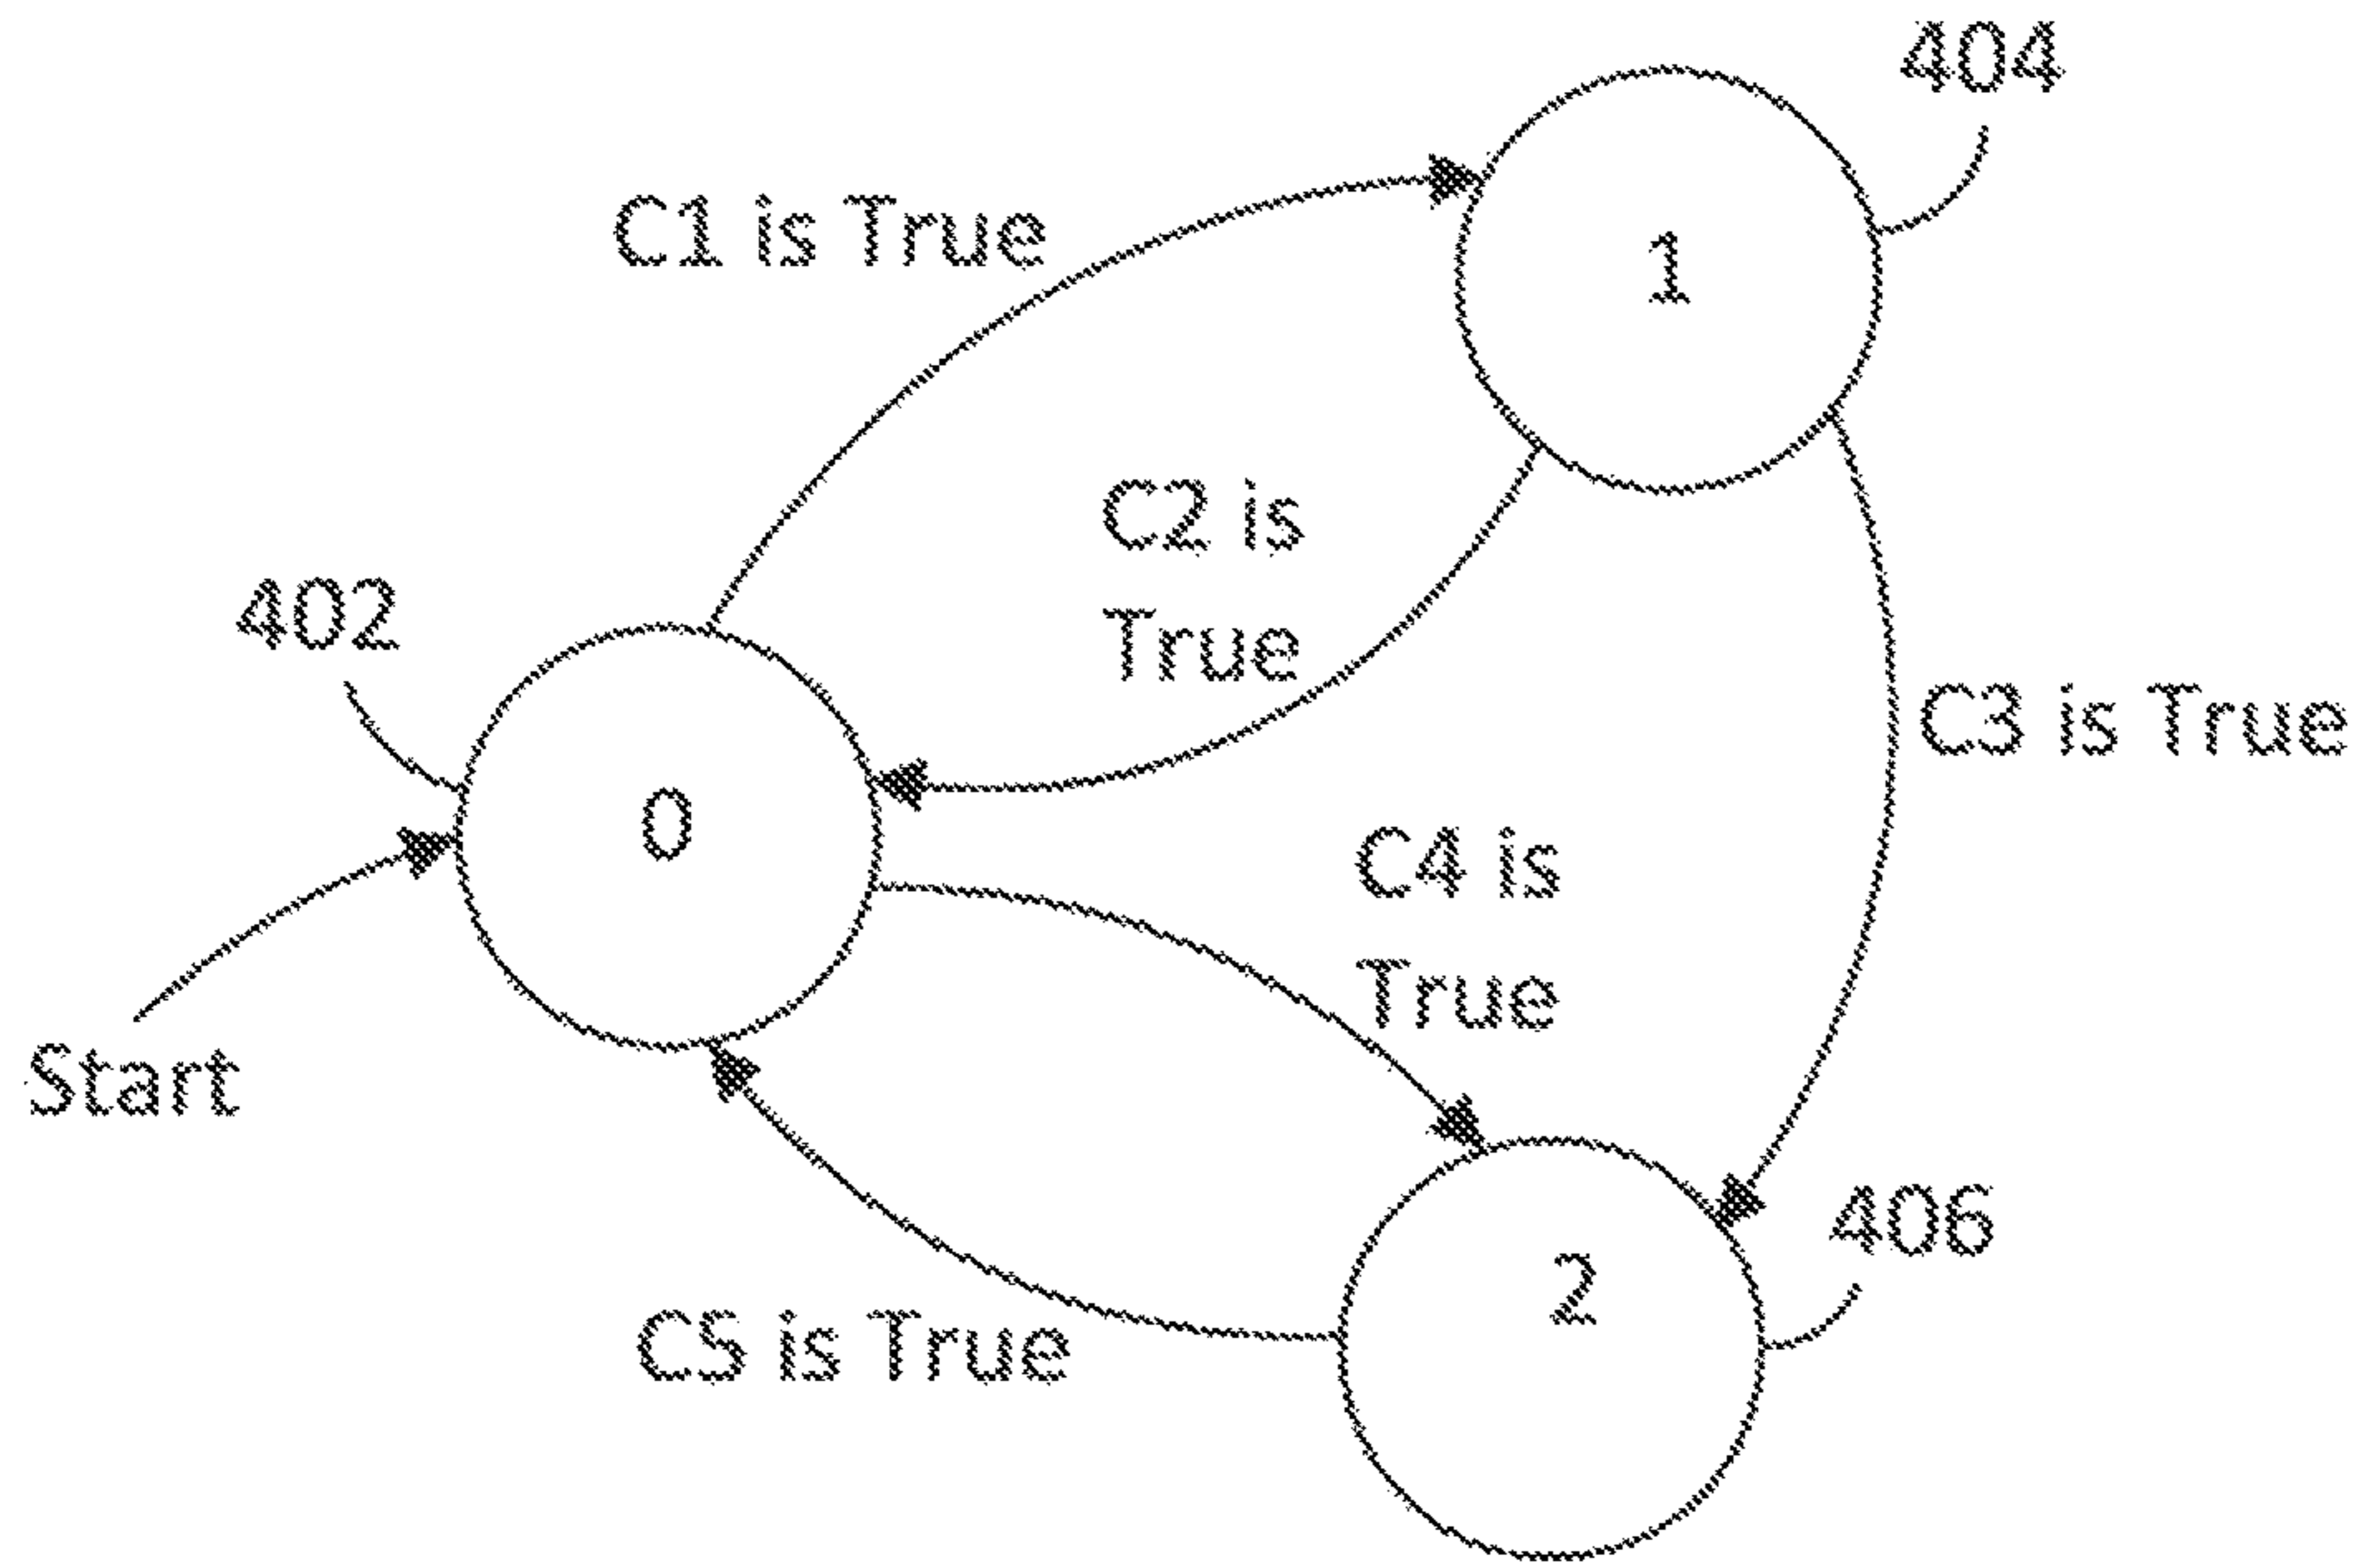 404
C1 is True
1
C2 is
True
402
C3 is True
0
C4 is
True
Start
406
2
C5 is True